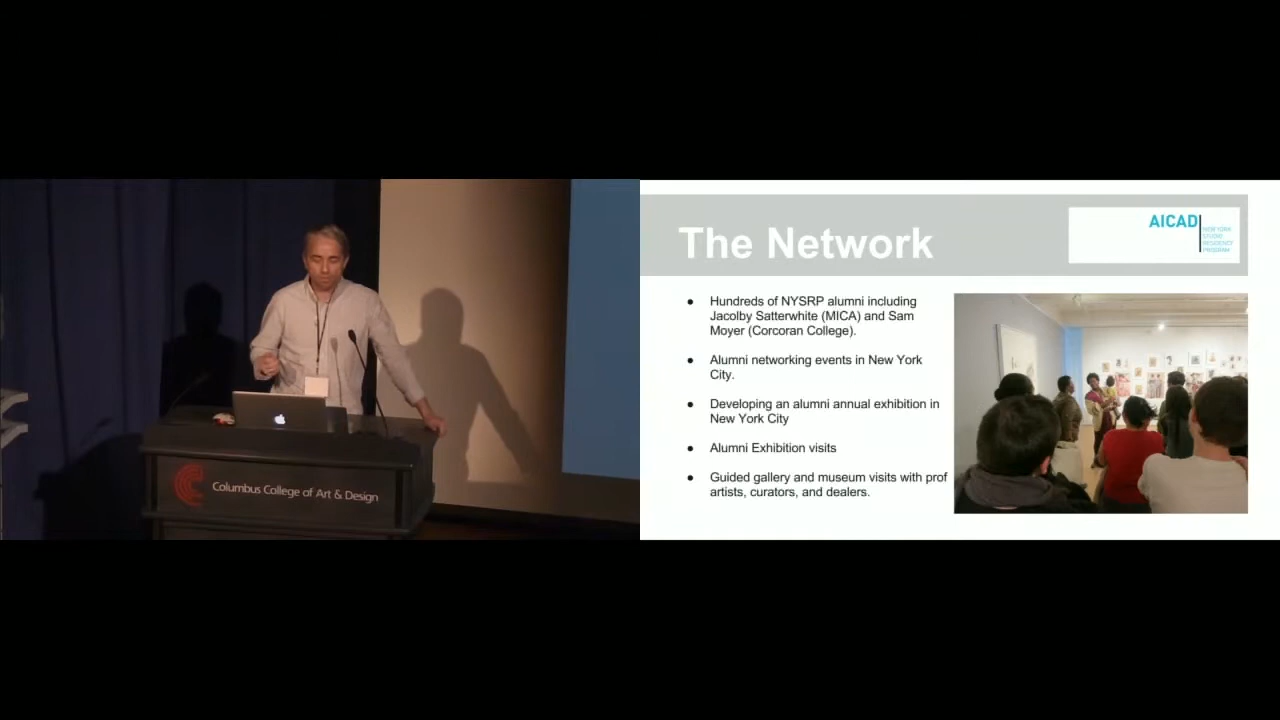 Columbus College of Art & Design
The Network
AICAD
NEW YORK
STUDIO
RESIDENCY
PROGRAM
● Hundreds of NYSRP alumni including
Jacolby Satterwhite (MICA) and Sam
Moyer (Corcoran College).
● Alumni networking events in New York
City.
● Developing an alumni annual exhibition in
New York City
● Alumni Exhibition visits
● Guided gallery and museum visits with prof
artists, curators, and dealers.